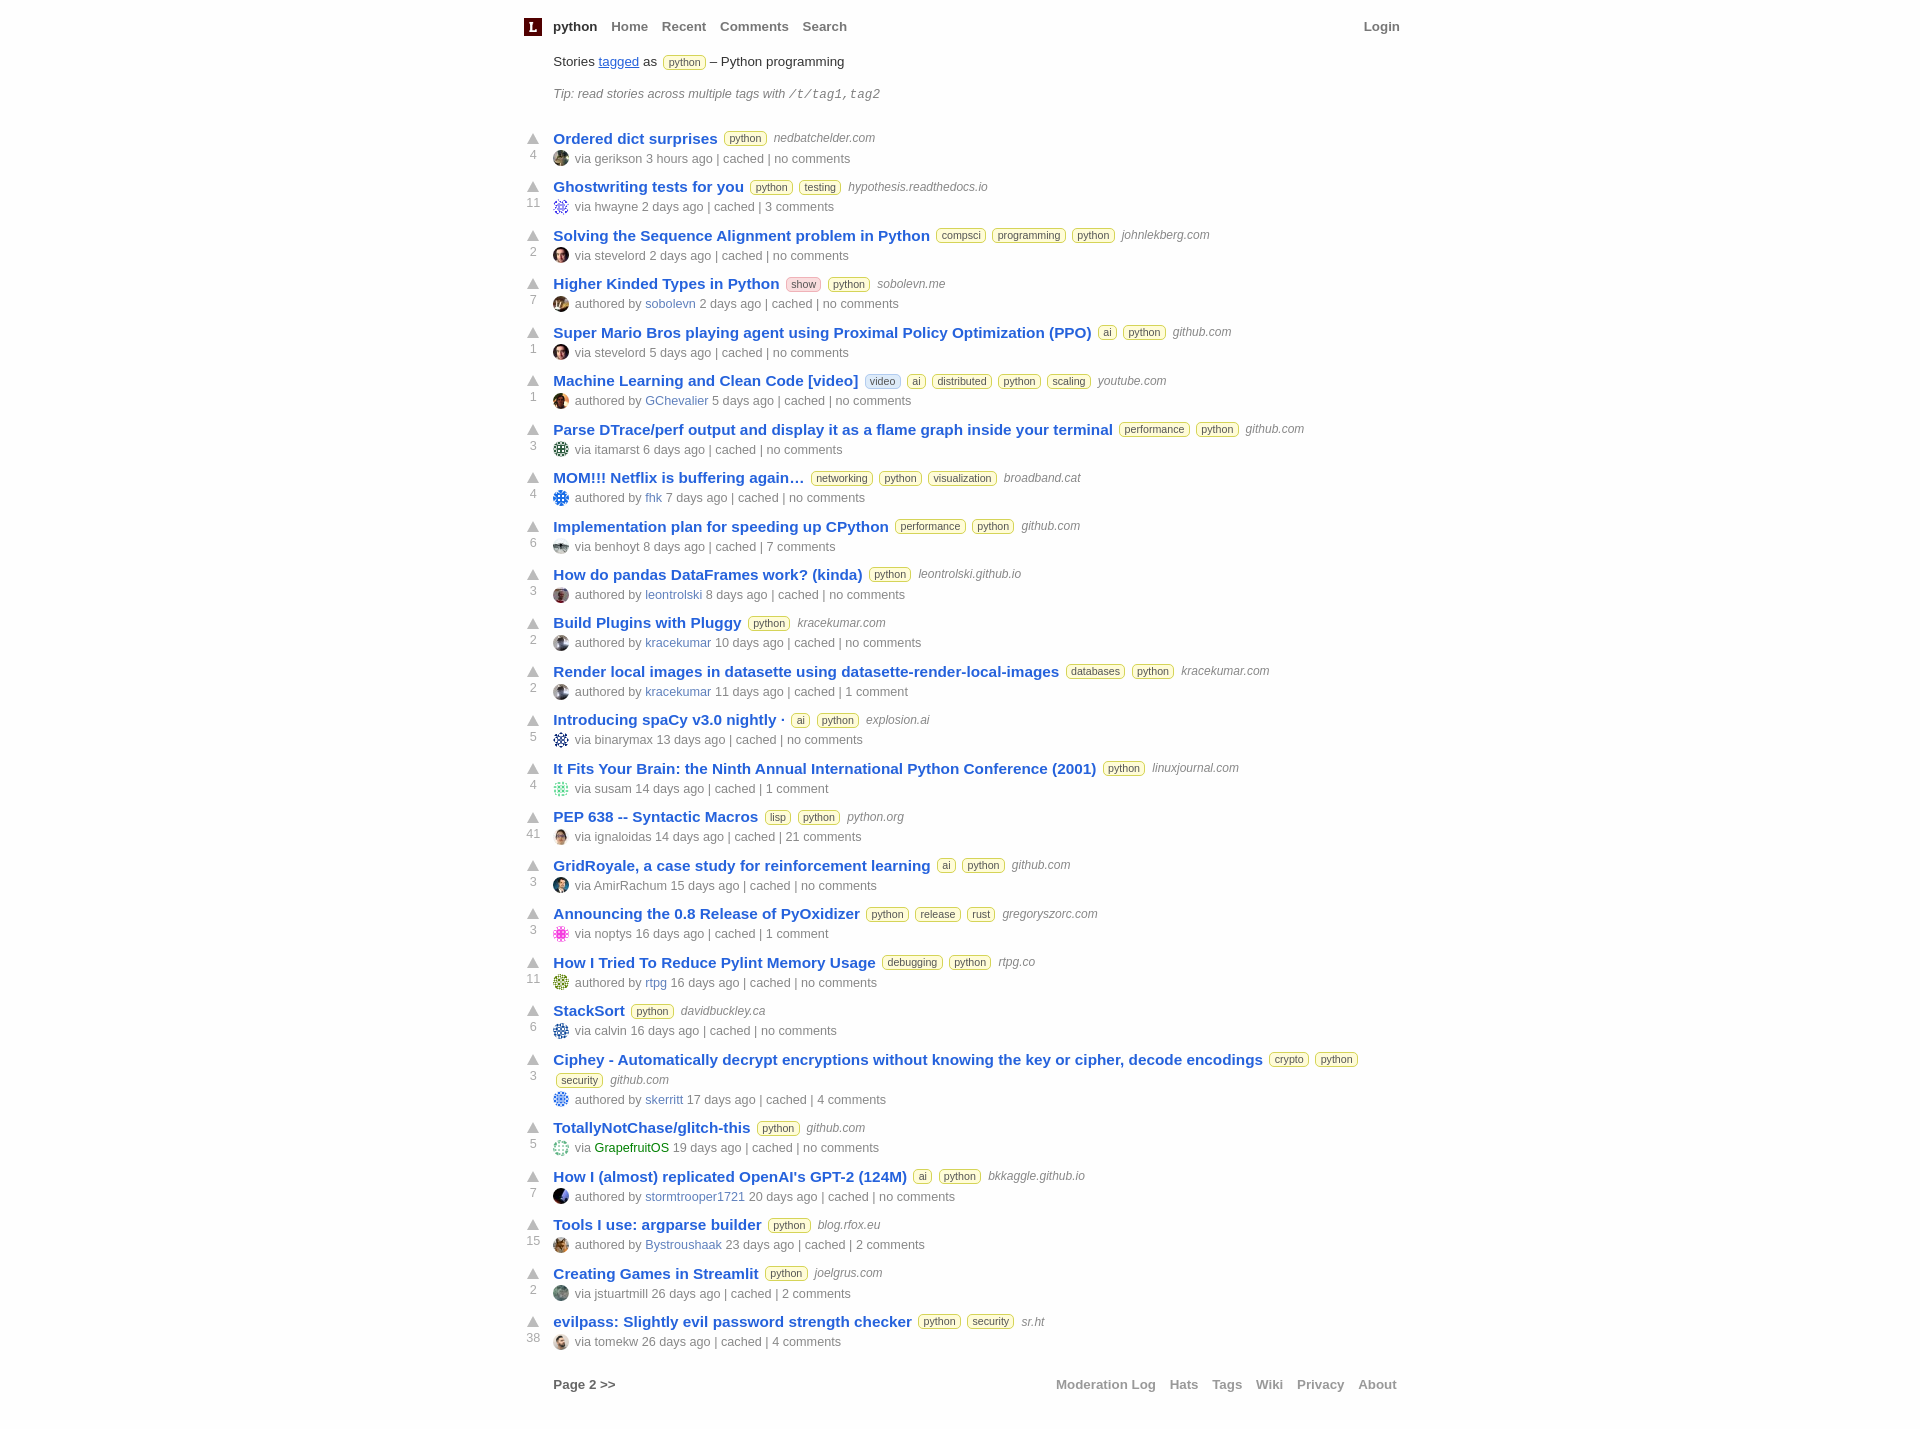 L python Home Recent Comments Search Login
Stories tagged as python – Python programming
Tip: read stories across multiple tags with /t/tag1,tag2
Ordered dict surprises python nedbatchelder.com
4 via gerikson 3 hours ago | cached | no comments
Ghostwriting tests for you python testing hypothesis.readthedocs.io
11 via hwayne 2 days ago | cached | 3 comments
Solving the Sequence Alignment problem in Python compsci programming python johnlekberg.com
2 via stevelord 2 days ago | cached | no comments
Higher Kinded Types in Python show python sobolevn.me
7 authored by sobolevn 2 days ago | cached | no comments
Super Mario Bros playing agent using Proximal Policy Optimization (PPO) ai python github.com
1 via stevelord 5 days ago | cached | no comments
Machine Learning and Clean Code [video] video ai distributed python scaling youtube.com
1 authored by GChevalier 5 days ago | cached | no comments
Parse DTrace/perf output and display it as a flame graph inside your terminal performance python github.com
3 via itamarst 6 days ago | cached | no comments
MOM!!! Netflix is buffering again… networking python visualization broadband.cat
4 authored by fhk 7 days ago | cached | no comments
Implementation plan for speeding up CPython performance python github.com
6 via benhoyt 8 days ago | cached | 7 comments
How do pandas DataFrames work? (kinda) python leontrolski.github.io
3 authored by leontrolski 8 days ago | cached | no comments
Build Plugins with Pluggy python kracekumar.com
2 authored by kracekumar 10 days ago | cached | no comments
Render local images in datasette using datasette-render-local-images databases python kracekumar.com
2 authored by kracekumar 11 days ago | cached | 1 comment
Introducing spaCy v3.0 nightly · ai python explosion.ai
5 via binarymax 13 days ago | cached | no comments
It Fits Your Brain: the Ninth Annual International Python Conference (2001) python linuxjournal.com
4 via susam 14 days ago | cached | 1 comment
PEP 638 -- Syntactic Macros lisp python python.org
41 via ignaloidas 14 days ago | cached | 21 comments
GridRoyale, a case study for reinforcement learning ai python github.com
3 via AmirRachum 15 days ago | cached | no comments
Announcing the 0.8 Release of PyOxidizer python release rust gregoryszorc.com
3 via noptys 16 days ago | cached | 1 comment
How I Tried To Reduce Pylint Memory Usage debugging python rtpg.co
11 authored by rtpg 16 days ago | cached | no comments
StackSort python davidbuckley.ca
6 via calvin 16 days ago | cached | no comments
Ciphey - Automatically decrypt encryptions without knowing the key or cipher, decode encodings crypto python
3 security github.com
authored by skerritt 17 days ago | cached | 4 comments
TotallyNotChase/glitch-this python github.com
5 via GrapefruitOS 19 days ago | cached | no comments
How I (almost) replicated OpenAI's GPT-2 (124M) ai python bkkaggle.github.io
7 authored by stormtrooper1721 20 days ago | cached | no comments
Tools I use: argparse builder python blog.rfox.eu
15 authored by Bystroushaak 23 days ago | cached | 2 comments
Creating Games in Streamlit python joelgrus.com
2 via jstuartmill 26 days ago | cached | 2 comments
evilpass: Slightly evil password strength checker python security sr.ht
38 via tomekw 26 days ago | cached | 4 comments
Page 2 >> Moderation Log Hats Tags Wiki Privacy About